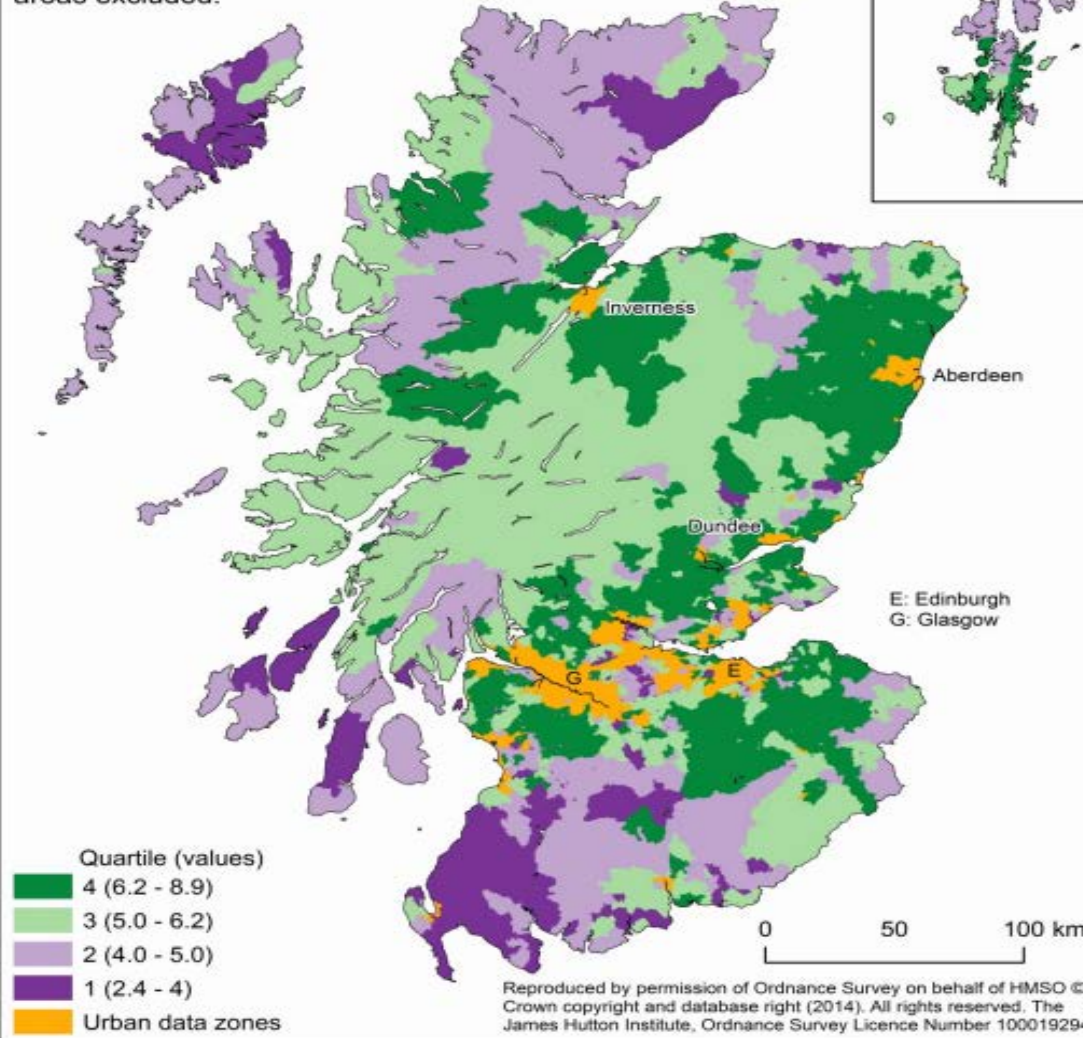 areas excluded.
Inverness
Aberdeen
Dundee
E: Edinburgh
G: Glasgow
G
E
Quartile (values)
4 (6.2 - 8.9)
3 (5.0 - 6.2)
2 (4.0 - 5.0)
1 (2.4 - 4)
Urban data zones
0 50 100 km
Reproduced by permission of Ordnance Survey on behalf of HMSO ©
Crown copyright and database right (2014). All rights reserved. The
James Hutton Institute, Ordnance Survey Licence Number 100019294